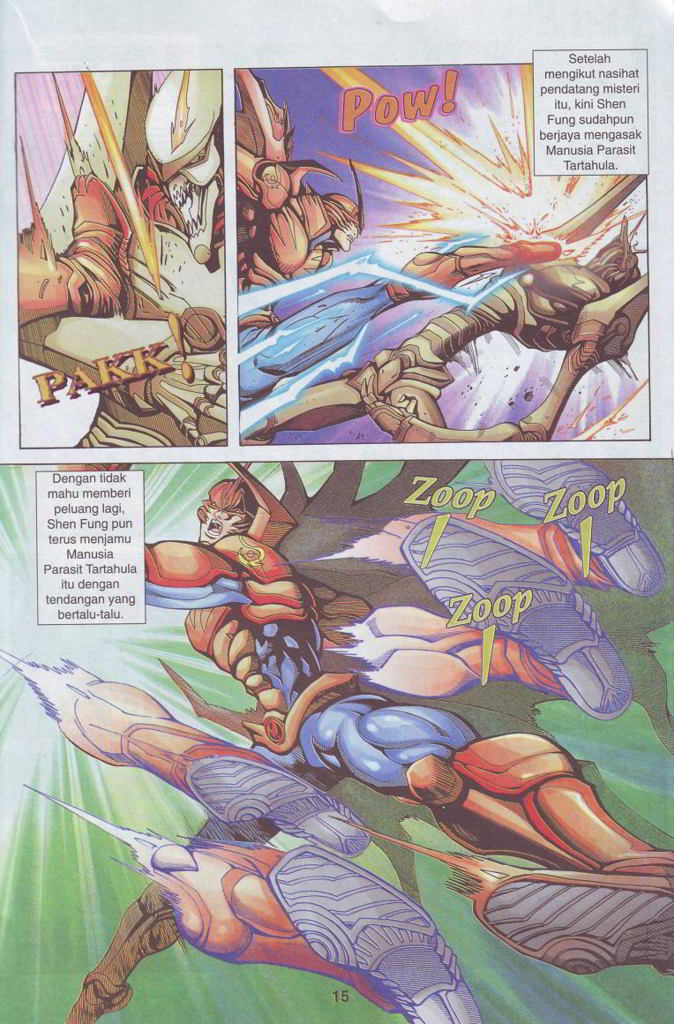 PAKK!
Pow!
Setelah
mengikut nasihat
pendatang misteri
itu, kini Shen
Fung sudahpun
berjaya mengasak
Manusia Parasit
Tartahula.
Dengan tidak
mahu memberi
peluang lagi,
Shen Fung pun
terus menjamu
Manusia
Parasit Tartahula
itu dengan
tendangan yang
bertalu-talu.
Zoop!
Zoop!
Zoop!
15